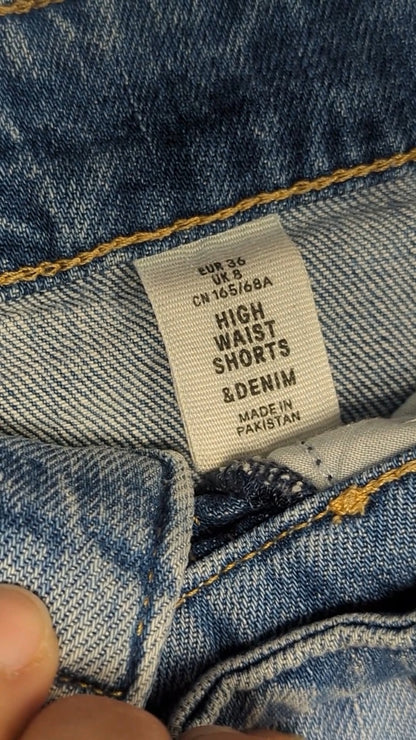 EUR 36
UK 8
CN 165/68A
HIGH
WAIST
SHORTS
&DENIM
MADE IN
PAKISTAN